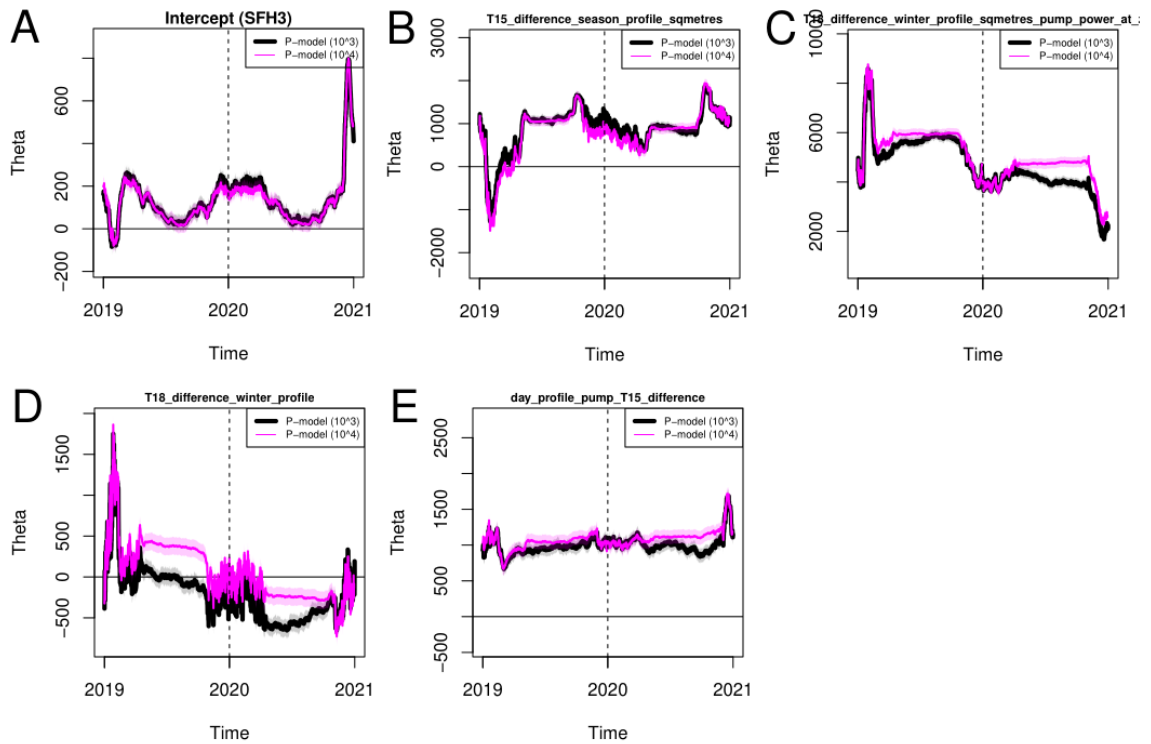 A
Intercept (SFH3)
P−model (10^3)
P−model (10^4)
Theta
−200
0
200
600
2019
2020
2021
Time
B
T15_difference_season_profile_sqmetres
P−model (10^3)
P−model (10^4)
Theta
−2000
0
1000
3000
2019
2020
2021
Time
C
T18_difference_winter_profile_sqmetres_pump_power_at_
P−model (10^3)
P−model (10^4)
Theta
2000
6000
10000
2019
2020
2021
Time
D
T18_difference_winter_profile
P−model (10^3)
P−model (10^4)
Theta
−500
0
500
1500
2019
2020
2021
Time
E
day_profile_pump_T15_difference
P−model (10^3)
P−model (10^4)
Theta
−500
500
1500
2500
2019
2020
2021
Time